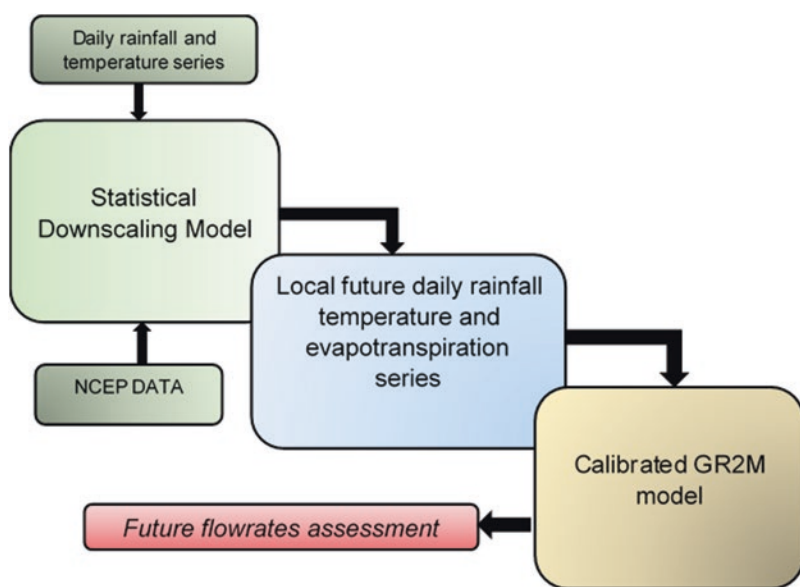 Daily rainfall and
temperature series
Statistical
Downscaling Model
Local future daily rainfall
temperature and
evapotranspiration
series
NCEP DATA
Calibrated GR2M
model
Future flowrates assessment